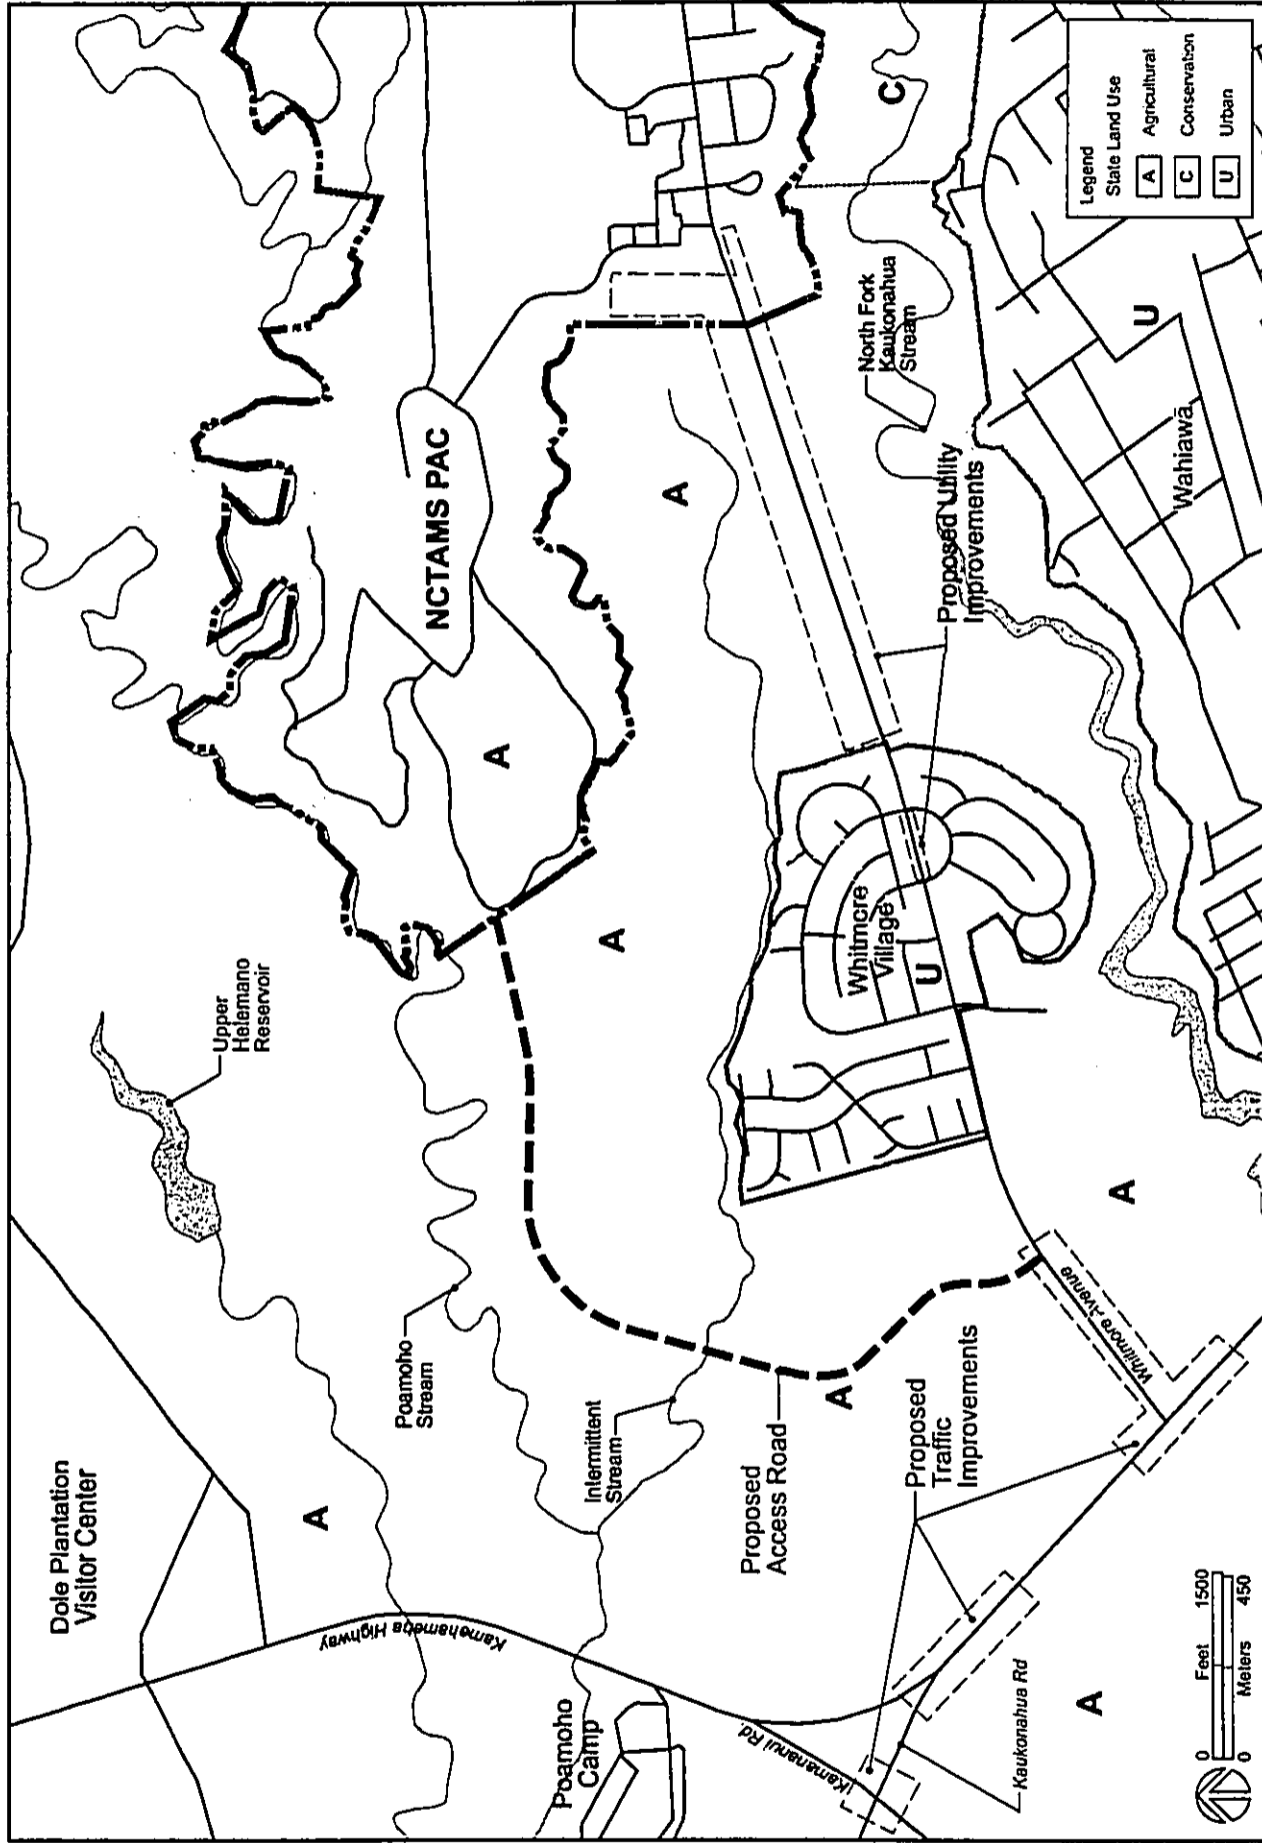 Dole Plantation
Visitor Center
A
Kamehameha Highway
Poamoho
Camp
Kamananui Rd.
Kaukonahua Rd
A
0 Feet 1500
0 Meters 450
Upper
Helemano
Reservoir
Poamoho
Stream
Intermittent
Stream
Proposed
Access Road
A
Proposed
Traffic
Improvements
Whitmore Avenue
A
NCTAMS PAC
A
A
A
Whitmore
Village
U
Proposed Utility
Improvements
North Fork
Kaukonahua
Stream
C
Wahiawā
U
Legend
State Land Use
A Agricultural
C Conservation
U Urban